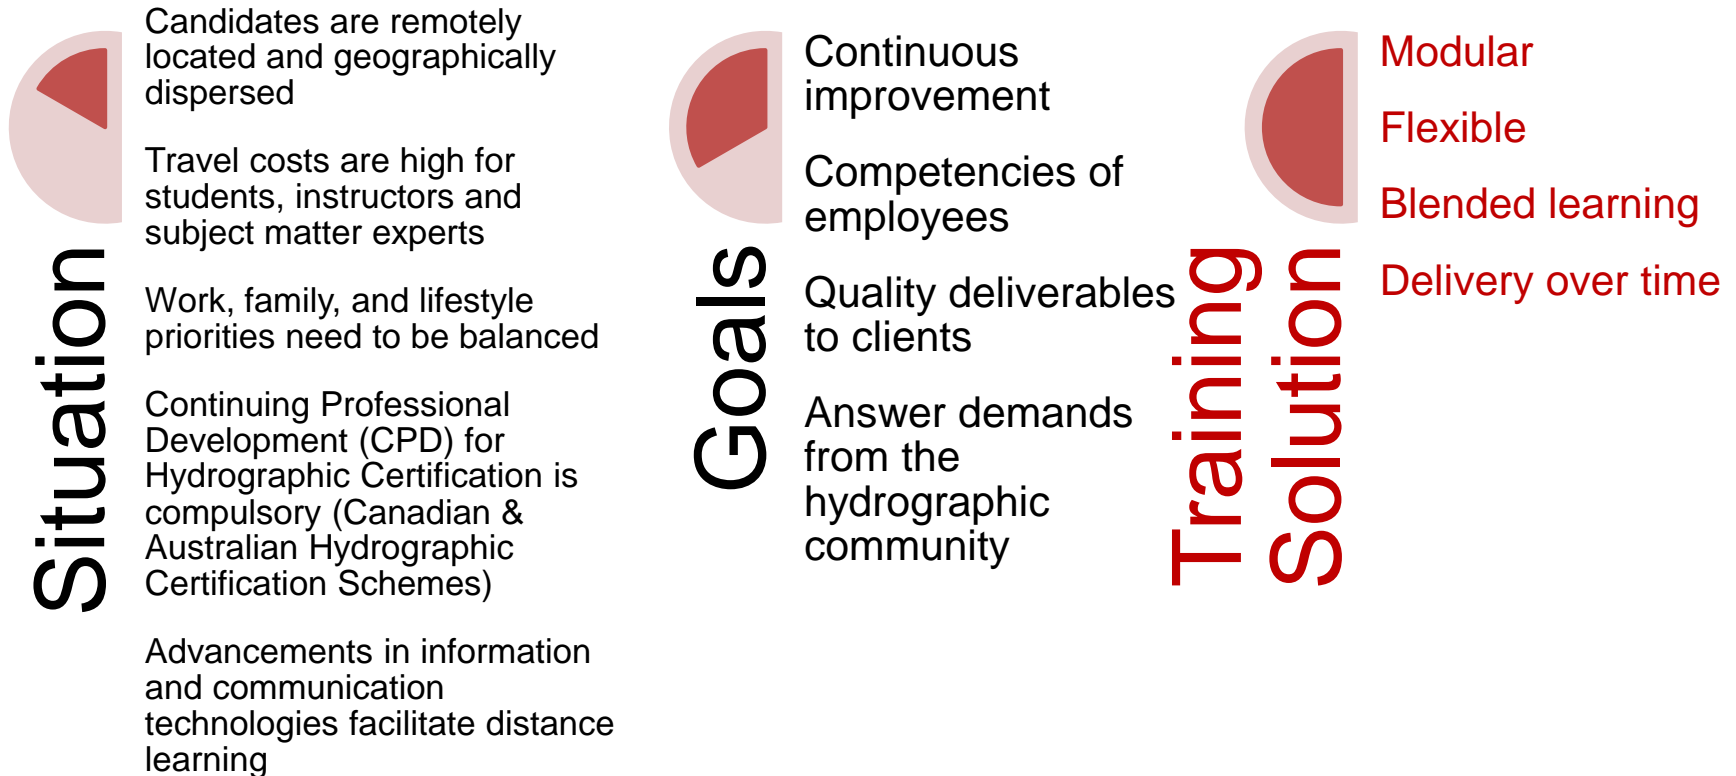 Situation
Candidates are remotely
located and geographically
dispersed
Travel costs are high for
students, instructors and
subject matter experts
Work, family, and lifestyle
priorities need to be balanced
Continuing Professional
Development (CPD) for
Hydrographic Certification is
compulsory (Canadian &
Australian Hydrographic
Certification Schemes)
Advancements in information
and communication
technologies facilitate distance
learning
Goals
Continuous
improvement
Competencies of
employees
Quality deliverables
to clients
Answer demands
from the
hydrographic
community
Training
Solution
Modular
Flexible
Blended learning
Delivery over time